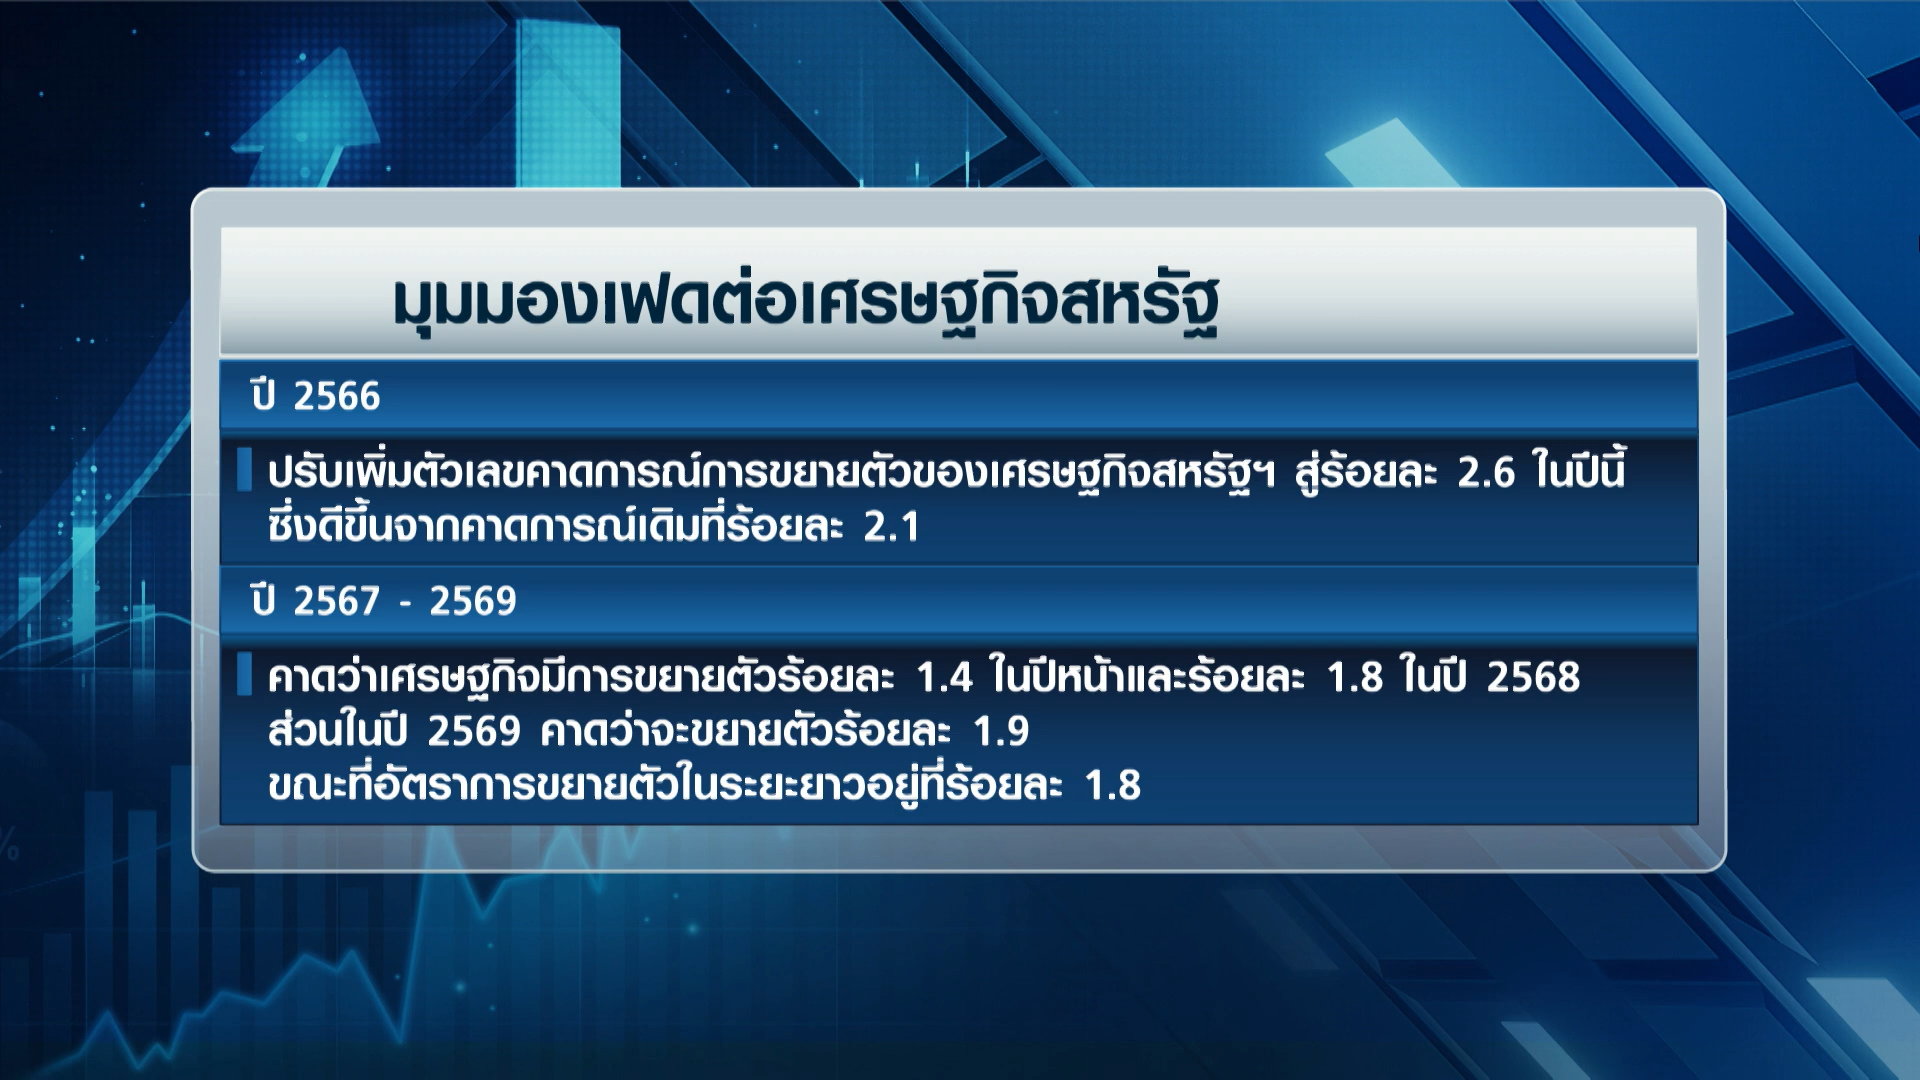 มุมมองเฟดต่อเศรษฐกิจสหรัฐ
ปี 2566
ปรับเพิ่มตัวเลขคาดการณ์การขยายตัวของเศรษฐกิจสหรัฐฯ สู่ร้อยละ 2.6 ในปีนี้
ซึ่งดีขึ้นจากคาดการณ์เดิมที่ร้อยละ 2.1
ปี 2567 - 2569
คาดว่าเศรษฐกิจมีการขยายตัวร้อยละ 1.4 ในปีหน้าและร้อยละ 1.8 ในปี 2568
ส่วนในปี 2569 คาดว่าจะขยายตัวร้อยละ 1.9
ขณะที่อัตราการขยายตัวในระยะยาวอยู่ที่ร้อยละ 1.8
%